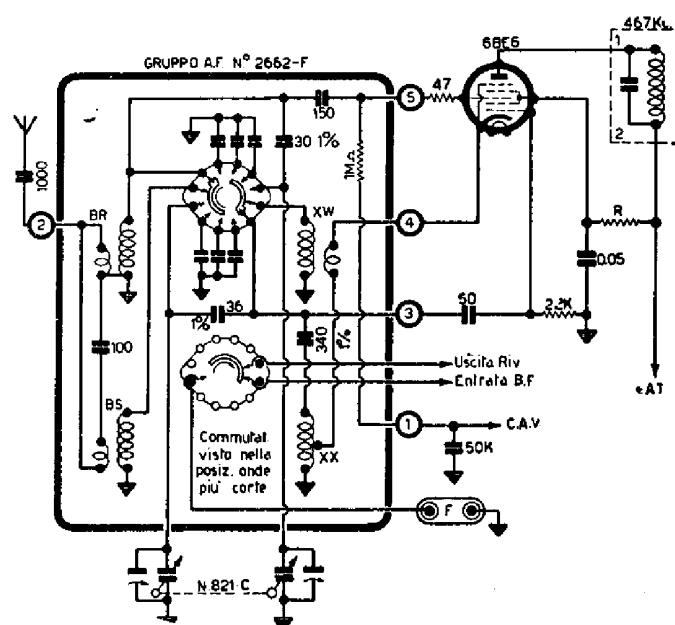 467Kc.
6BE6
GRUPPO A.F. N° 2662-F
1
5
47
150
30 1%
2
1000
1MΩ
2
BR
XW
4
R
0.05
36
1%
3
50
2.2K
340
1%
100
Uscita Riv
Entrata B.F
+AT
BS
Commutat.
visto nella
posiz. onde
piu' corte
XX
1
C.A.V.
50K
F
N 821-C